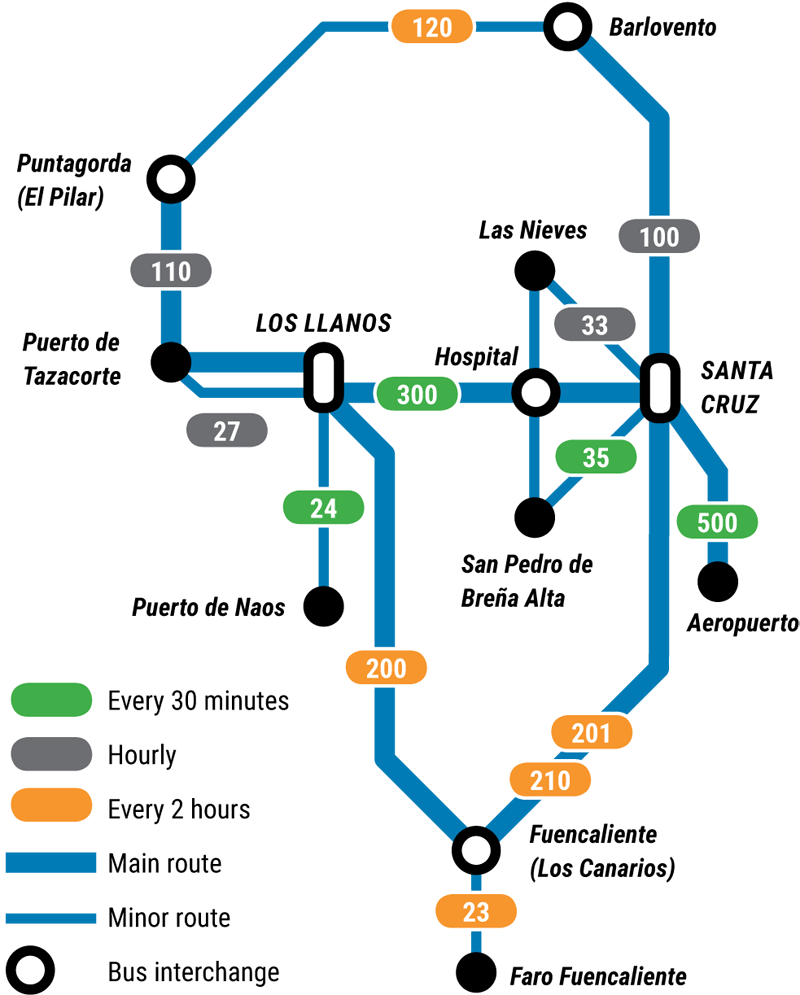 120
Barlovento
Puntagorda
(El Pilar)
Las Nieves
100
110
33
LOS LLANOS
Puerto de
Tazacorte
Hospital
SANTA
CRUZ
300
27
35
24
500
San Pedro de
Breña Alta
Puerto de Naos
Aeropuerto
200
Every 30 minutes
201
Hourly
210
Every 2 hours
Fuencaliente
(Los Canarios)
Main route
23
Minor route
Bus interchange
Faro Fuencaliente